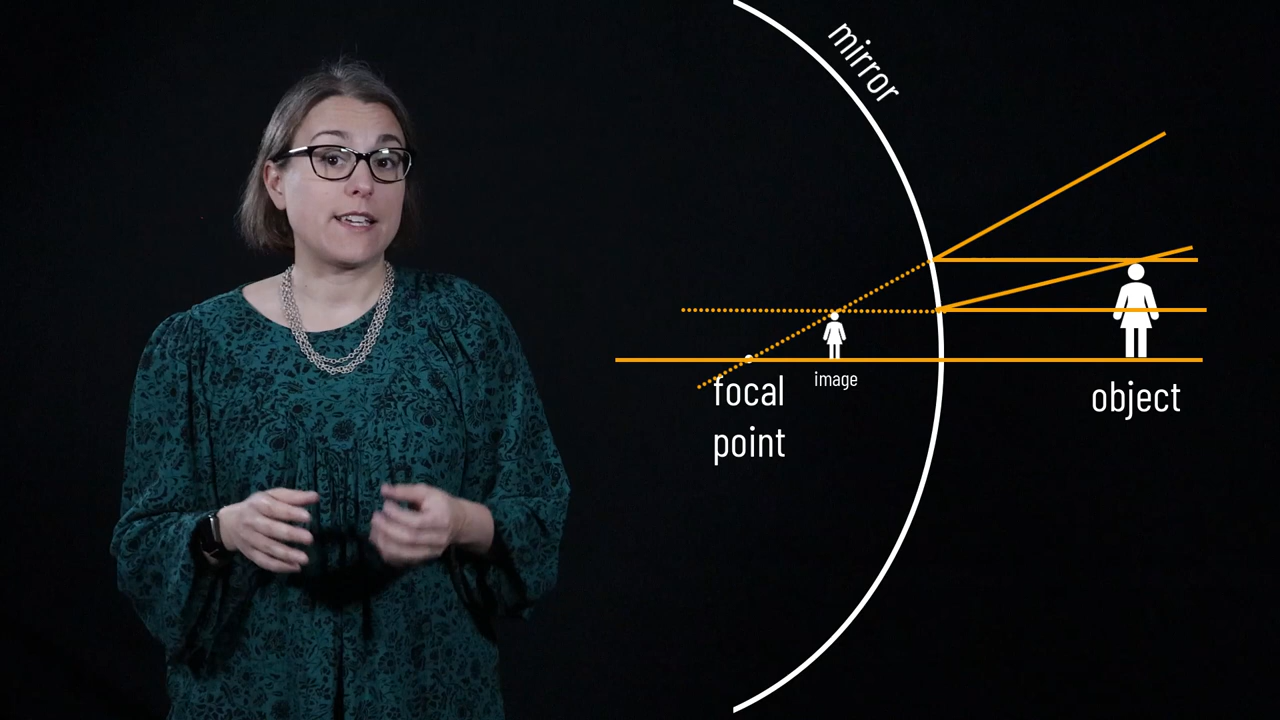 mirror
focal
point
image
object